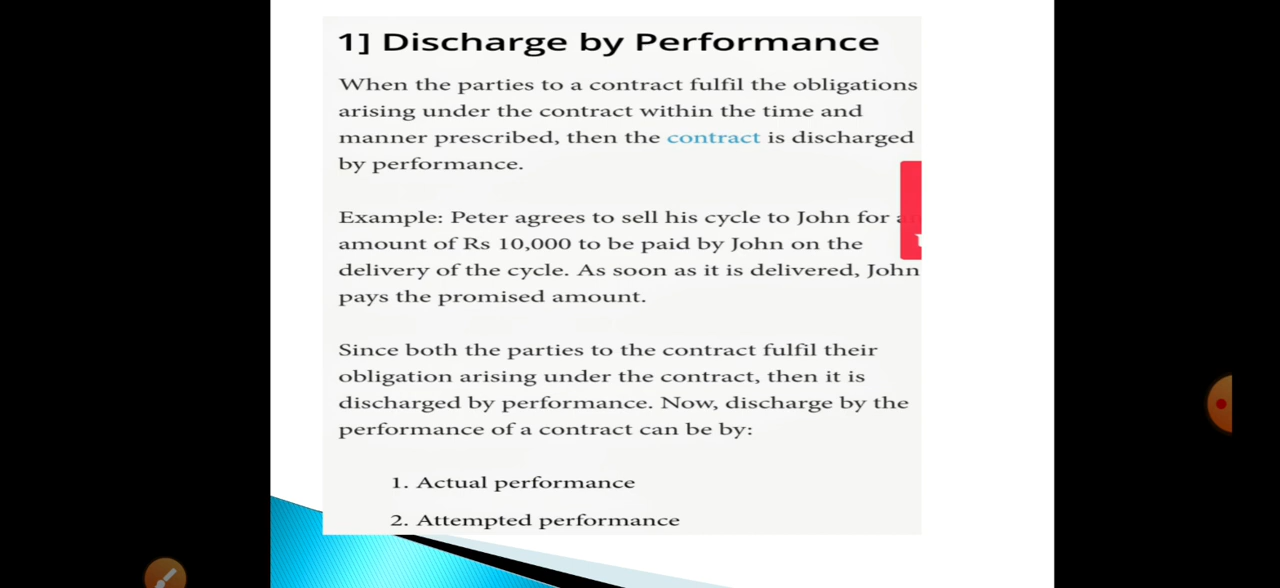 1] Discharge by Performance
When the parties to a contract fulfil the obligations
arising under the contract within the time and
manner prescribed, then the contract is discharged
by performance.
Example: Peter agrees to sell his cycle to John for an
amount of Rs 10,000 to be paid by John on the
delivery of the cycle. As soon as it is delivered, John
pays the promised amount.
Since both the parties to the contract fulfil their
obligation arising under the contract, then it is
discharged by performance. Now, discharge by the
performance of a contract can be by:
1. Actual performance
2. Attempted performance